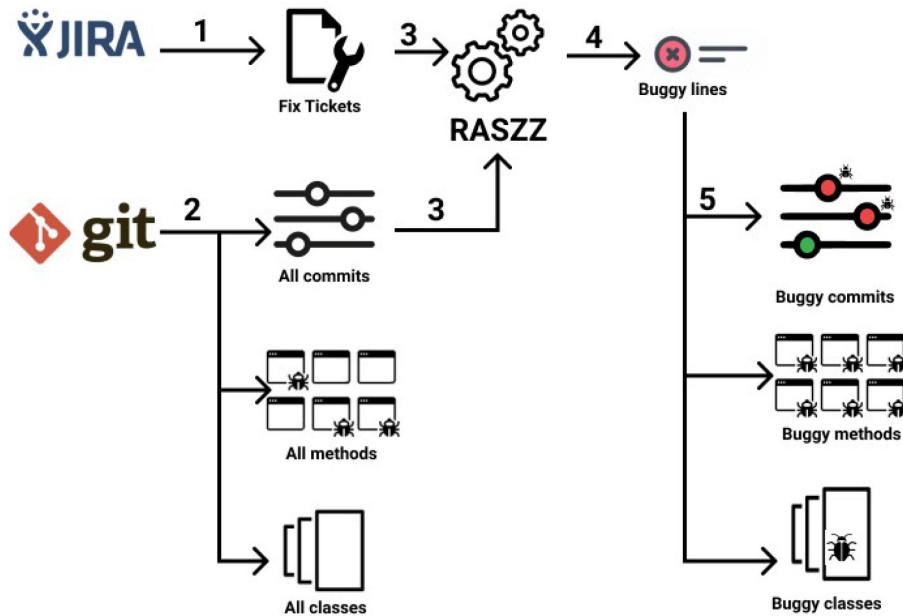 JIRA
1
3
4
Fix Tickets
RASZZ
Buggy lines
git
2
3
5
All commits
Buggy commits
All methods
Buggy methods
All classes
Buggy classes